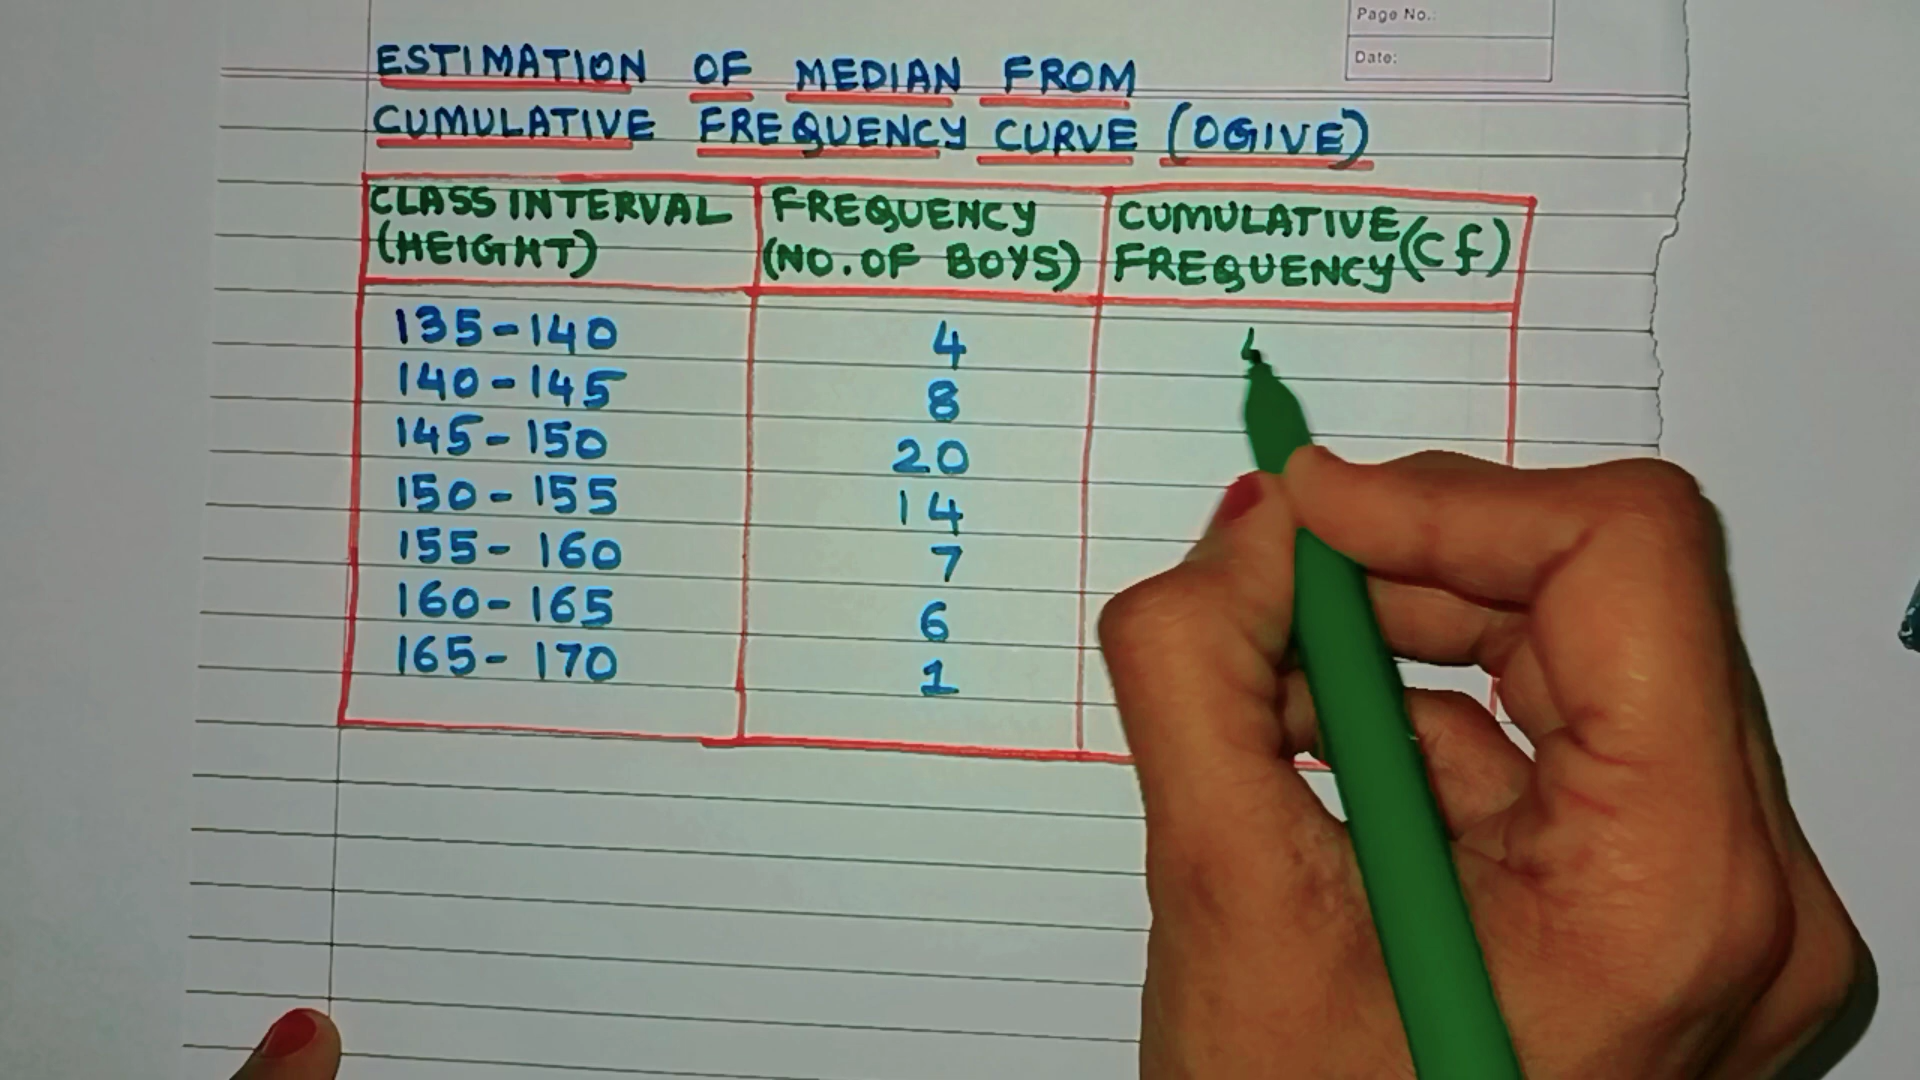 Page No.:
Date:
ESTIMATION OF MEDIAN FROM
CUMULATIVE FREQUENCY CURVE (OGIVE)
CLASS INTERVAL (HEIGHT) FREQUENCY (NO. OF BOYS) CUMULATIVE FREQUENCY (cf)
135-140 4
140-145 8
145-150 20
150-155 14
155-160 7
160-165 6
165-170 1